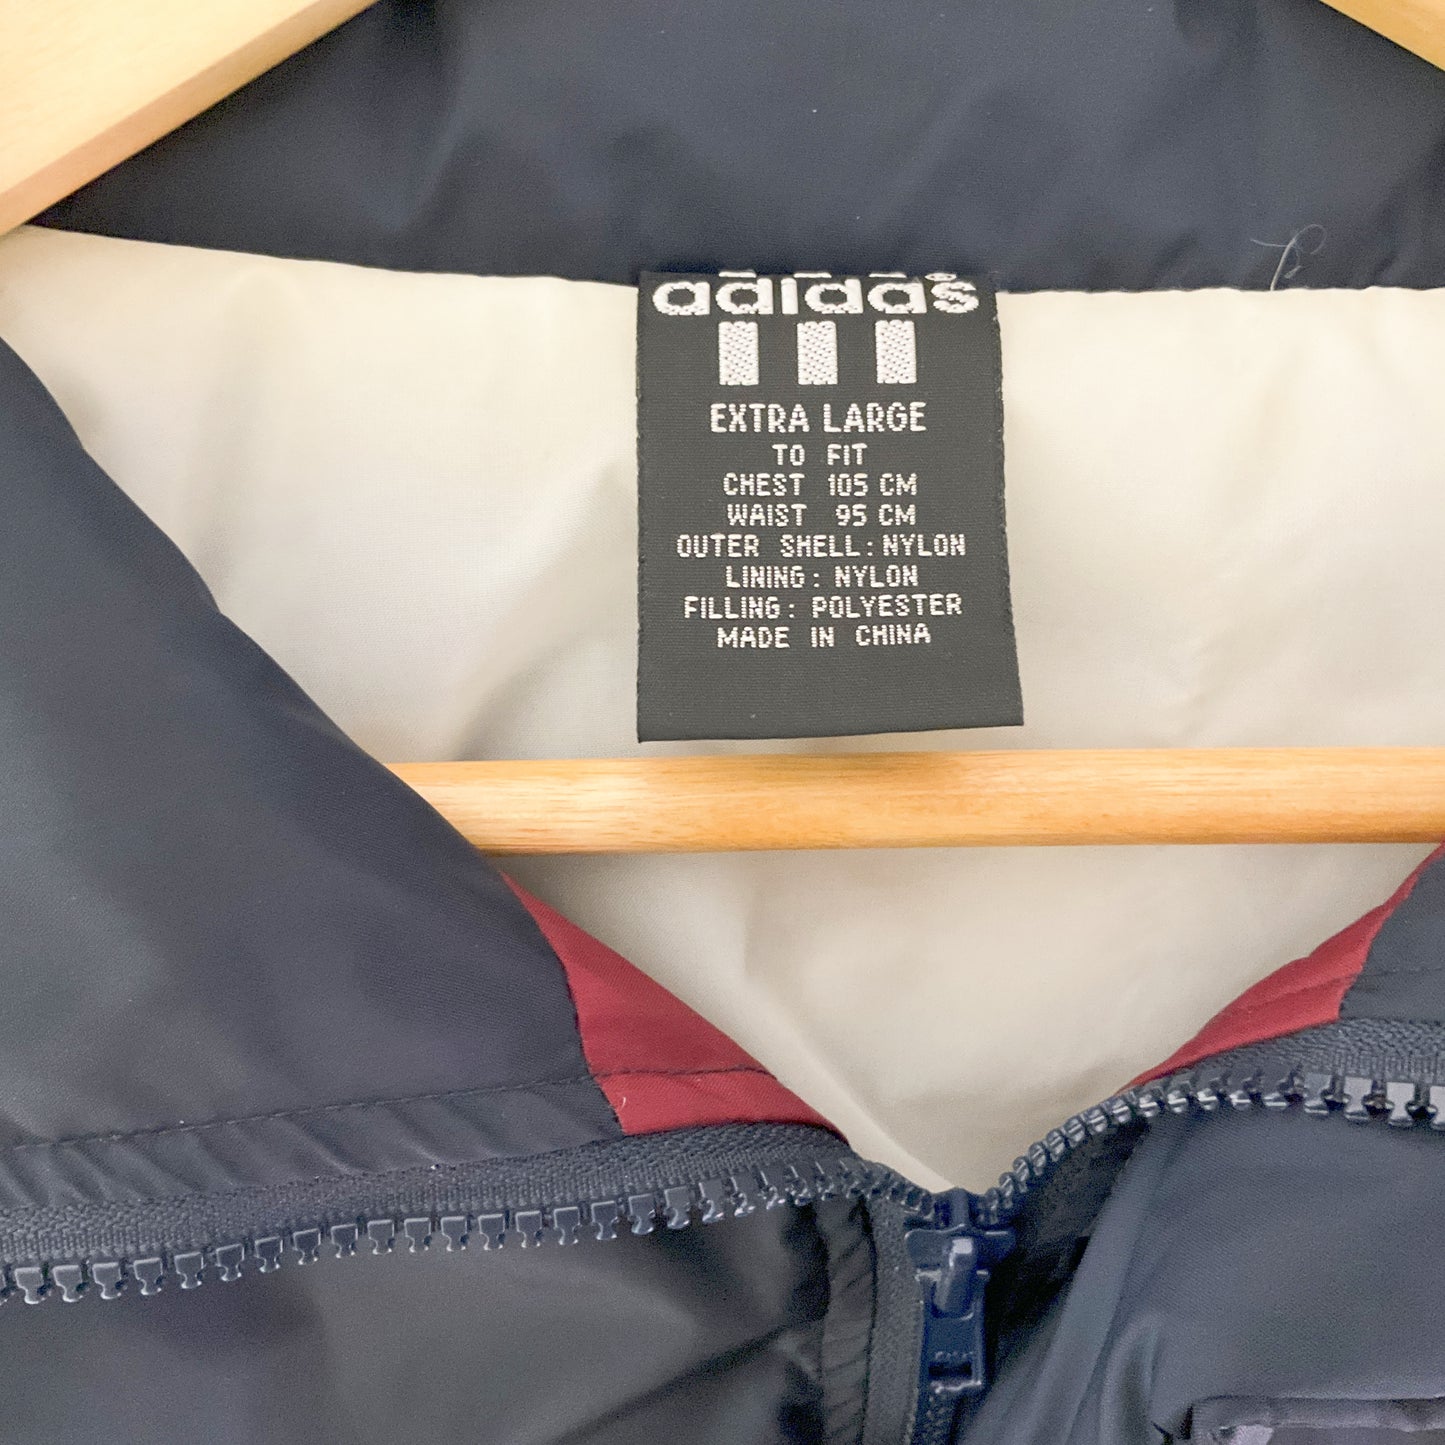 adidas®
EXTRA LARGE
TO FIT
CHEST 105 CM
WAIST 95 CM
OUTER SHELL: NYLON
LINING: NYLON
FILLING: POLYESTER
MADE IN CHINA